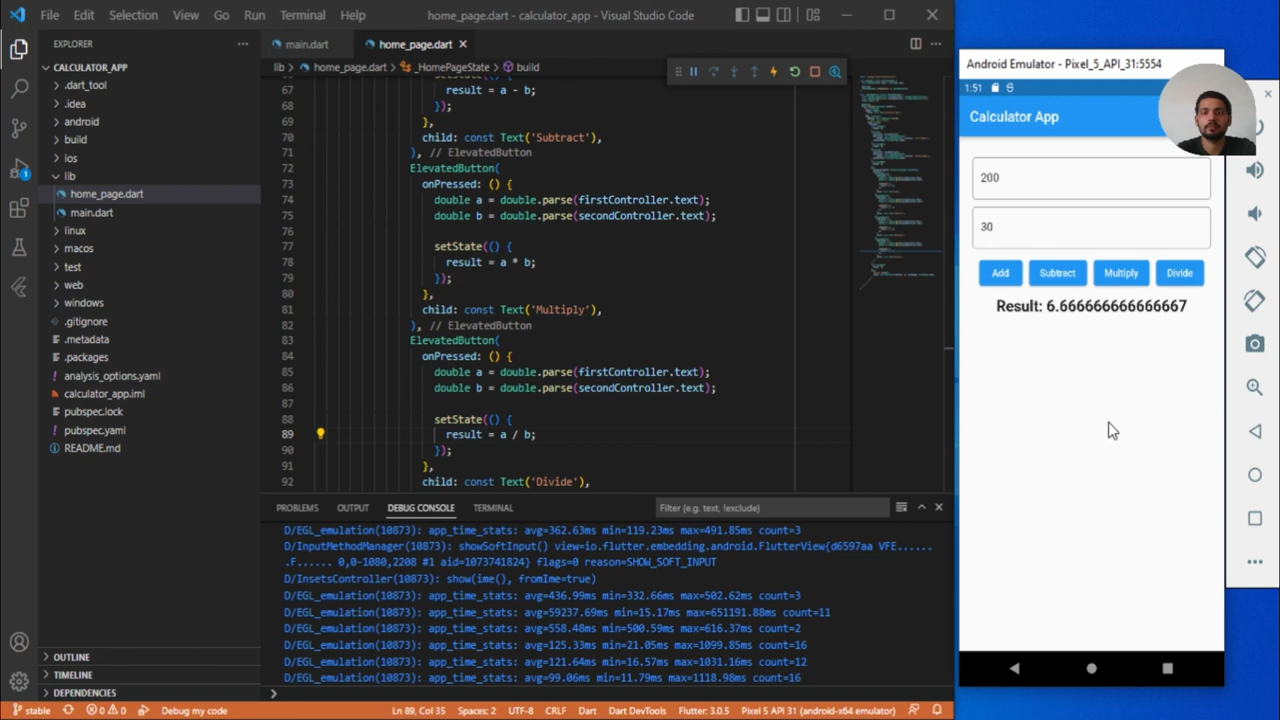 File Edit Selection View Go Run Terminal Help home_page.dart - calculator_app - Visual Studio Code
EXPLORER
CALCULATOR_APP
.dart_tool
.idea
android
build
ios
lib
home_page.dart
main.dart
linux
macos
test
web
windows
.gitignore
.metadata
.packages
analysis_options.yaml
calculator_app.iml
pubspec.lock
pubspec.yaml
README.md
OUTLINE
TIMELINE
DEPENDENCIES
main.dart home_page.dart
lib > home_page.dart > _HomePageState > build
67 result = a - b;
68 });
69 },
70 child: const Text('Subtract'),
71 ), // ElevatedButton
72 ElevatedButton(
73 onPressed: () {
74 double a = double.parse(firstController.text);
75 double b = double.parse(secondController.text);
76
77 setState(() {
78 result = a * b;
79 });
80 },
81 child: const Text('Multiply'),
82 ), // ElevatedButton
83 ElevatedButton(
84 onPressed: () {
85 double a = double.parse(firstController.text);
86 double b = double.parse(secondController.text);
87
88 setState(() {
89 result = a / b;
90 });
91 },
92 child: const Text('Divide'),
PROBLEMS OUTPUT DEBUG CONSOLE TERMINAL Filter (e.g. text, !exclude)
D/EGL_emulation(10873): app_time_stats: avg=362.63ms min=119.23ms max=491.85ms count=3
D/InputMethodManager(10873): showSoftInput() view=io.flutter.embedding.android.FlutterView{d6597aa VFE......
.F...... 0,0-1080,2208 #1 aid=1073741824} flags=0 reason=SHOW_SOFT_INPUT
D/InsetsController(10873): show(ime(), fromIme=true)
D/EGL_emulation(10873): app_time_stats: avg=436.99ms min=332.66ms max=502.62ms count=3
D/EGL_emulation(10873): app_time_stats: avg=59237.69ms min=15.17ms max=651191.88ms count=11
D/EGL_emulation(10873): app_time_stats: avg=558.48ms min=500.59ms max=616.37ms count=2
D/EGL_emulation(10873): app_time_stats: avg=125.33ms min=21.05ms max=1099.85ms count=16
D/EGL_emulation(10873): app_time_stats: avg=121.64ms min=16.57ms max=1031.16ms count=12
D/EGL_emulation(10873): app_time_stats: avg=99.06ms min=11.79ms max=1118.98ms count=16
stable 0 0 Debug my code Ln 89, Col 35 Spaces: 2 UTF-8 CRLF Dart Dart DevTools Flutter: 3.0.5 Pixel 5 API 31 (android-x64 emulator)
Android Emulator - Pixel_5_API_31:5554
1:51
Calculator App
200
30
Add Subtract Multiply Divide
Result: 6.666666666666667